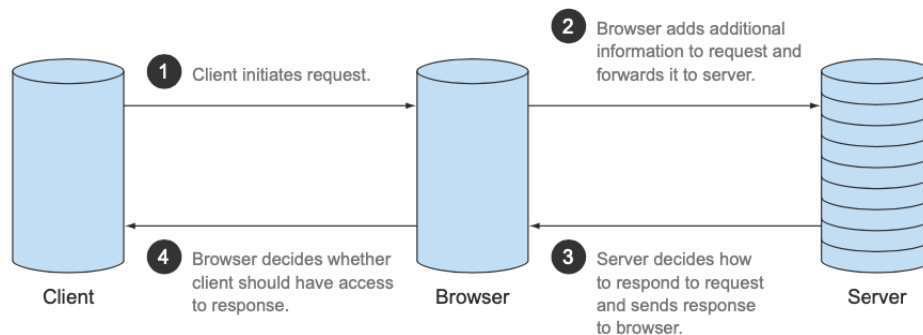 1
Client initiates request.
2
Browser adds additional
information to request and
forwards it to server.
4
Browser decides whether
client should have access
to response.
3
Server decides how
to respond to request
and sends response
to browser.
Client
Browser
Server